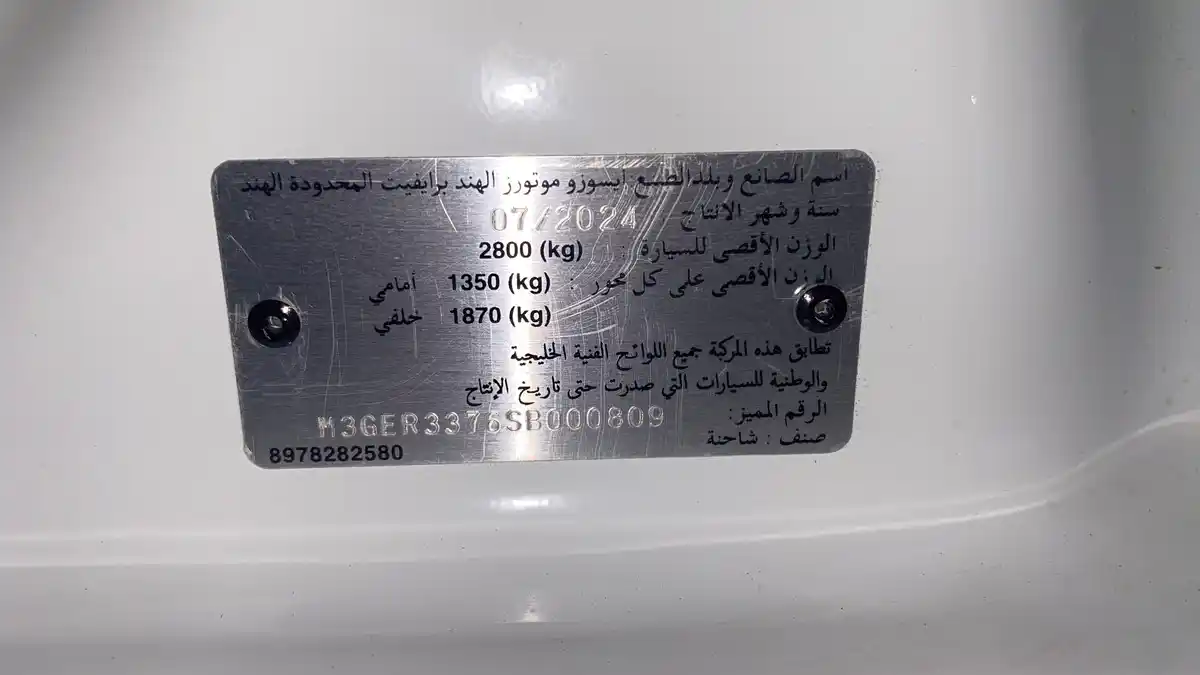 اسم الصانع وبلد الصنع ايسوزو موتورز الهند برايفيت المحدودة الهند
سنة وشهر الانتاج 07/2024
الوزن الأقصى للسيارة : 2800 (kg)
الوزن الأقصى على كل محور : 1350 (kg) أمامي
1870 (kg) خلفي
تطابق هذه المركبة جميع اللوائح الفنية الخليجية
والوطنية للسيارات التي صدرت حتى تاريخ الإنتاج
الرقم المميز: M3GER3376SB000809
صنف : شاحنة
8978282580